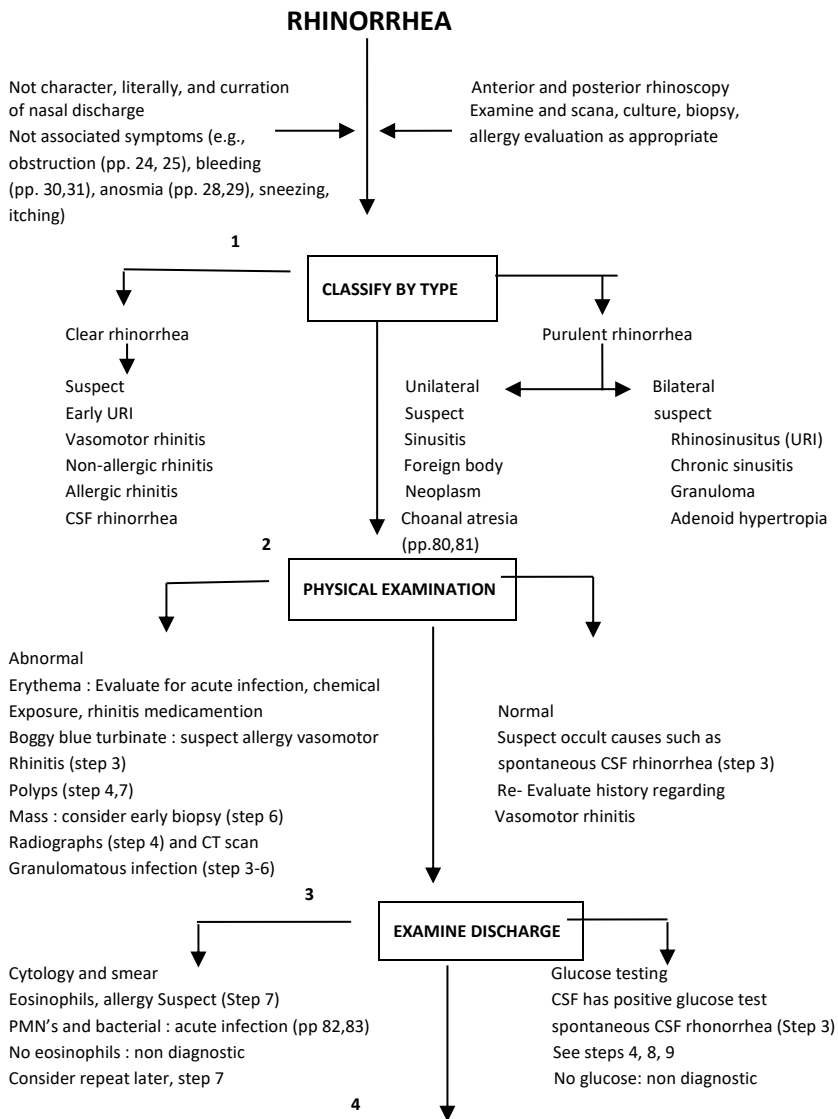 RHINORRHEA
Not character, literally, and curration
of nasal discharge
Not associated symptoms (e.g.,
obstruction (pp. 24, 25), bleeding
(pp. 30,31), anosmia (pp. 28,29), sneezing,
itching)
Anterior and posterior rhinoscopy
Examine and scana, culture, biopsy,
allergy evaluation as appropriate
1
CLASSIFY BY TYPE
Clear rhinorrhea
Suspect
Early URI
Vasomotor rhinitis
Non-allergic rhinitis
Allergic rhinitis
CSF rhinorrhea
Purulent rhinorrhea
Unilateral
Suspect
Sinusitis
Foreign body
Neoplasm
Choanal atresia
(pp.80,81)
Bilateral
suspect
Rhinosinusitus (URI)
Chronic sinusitis
Granuloma
Adenoid hypertropia
2
PHYSICAL EXAMINATION
Abnormal
Erythema : Evaluate for acute infection, chemical
Exposure, rhinitis medicamention
Boggy blue turbinate : suspect allergy vasomotor
Rhinitis (step 3)
Polyps (step 4,7)
Mass : consider early biopsy (step 6)
Radiographs (step 4) and CT scan
Granulomatous infection (step 3-6)
Normal
Suspect occult causes such as
spontaneous CSF rhinorrhea (step 3)
Re- Evaluate history regarding
Vasomotor rhinitis
3
EXAMINE DISCHARGE
Cytology and smear
Eosinophils, allergy Suspect (Step 7)
PMN's and bacterial : acute infection (pp 82,83)
No eosinophils : non diagnostic
Consider repeat later, step 7
Glucose testing
CSF has positive glucose test
spontaneous CSF rhonorrhea (Step 3)
See steps 4, 8, 9
No glucose: non diagnostic
4